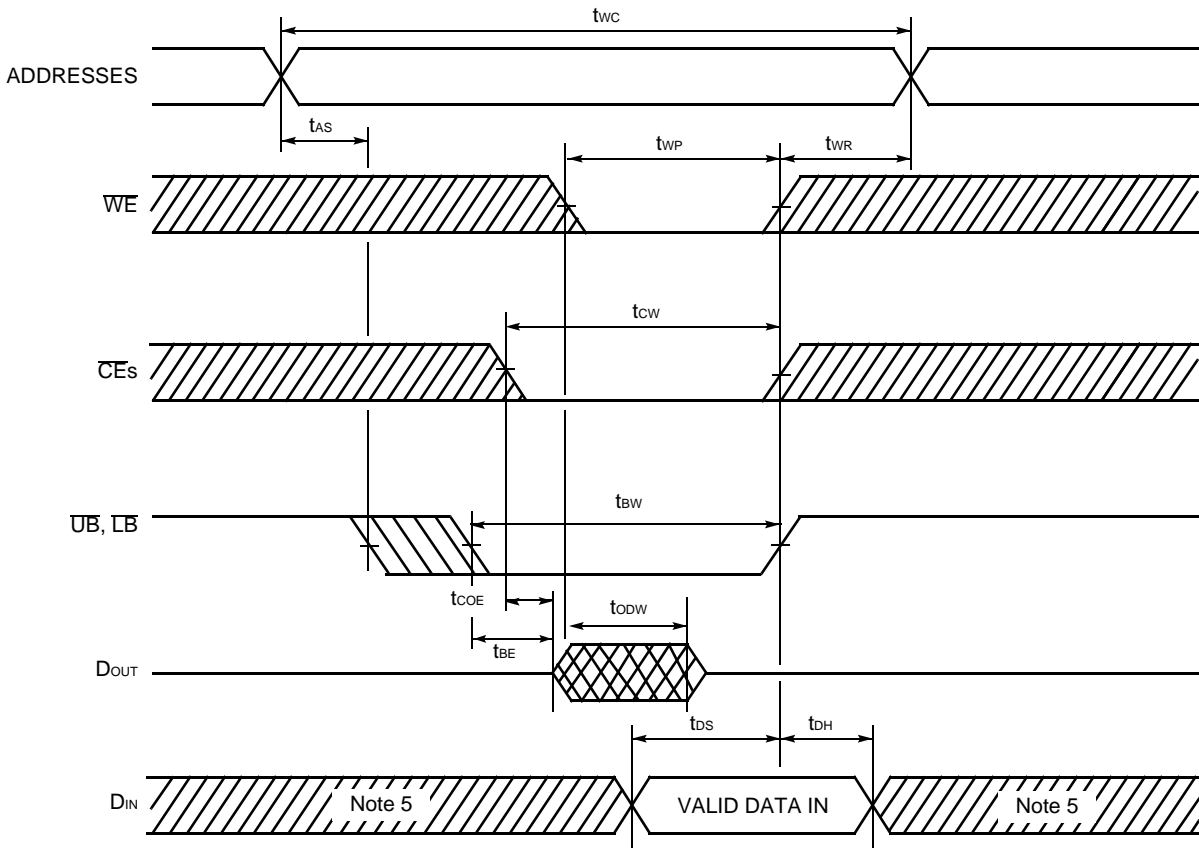 tWC
ADDRESSES
tAS
tWP
tWR
WE
tCW
CEs
UB, LB
tBW
tCOE
tODW
tBE
DOUT
tDS
tDH
DIN
Note 5
VALID DATA IN
Note 5